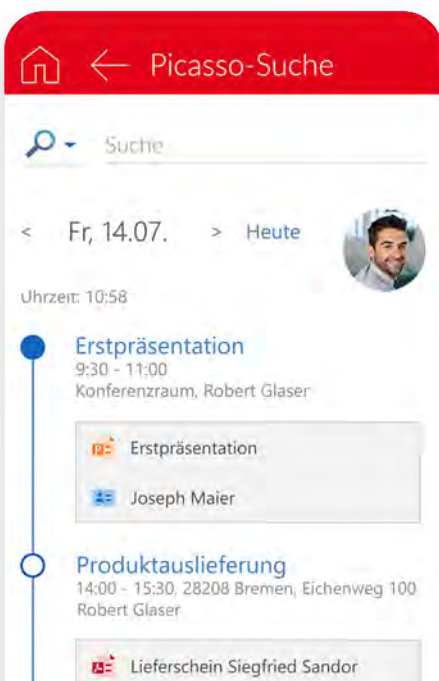 Picasso-Suche
Suche
< Fr, 14.07. > Heute
Uhrzeit: 10:58
Erstpräsentation
9:30 - 11:00
Konferenzraum, Robert Glaser
Erstpräsentation
Joseph Maier
Produktauslieferung
14:00 - 15:30, 28208 Bremen, Eichenweg 100
Robert Glaser
Lieferschein Siegfried Sandor